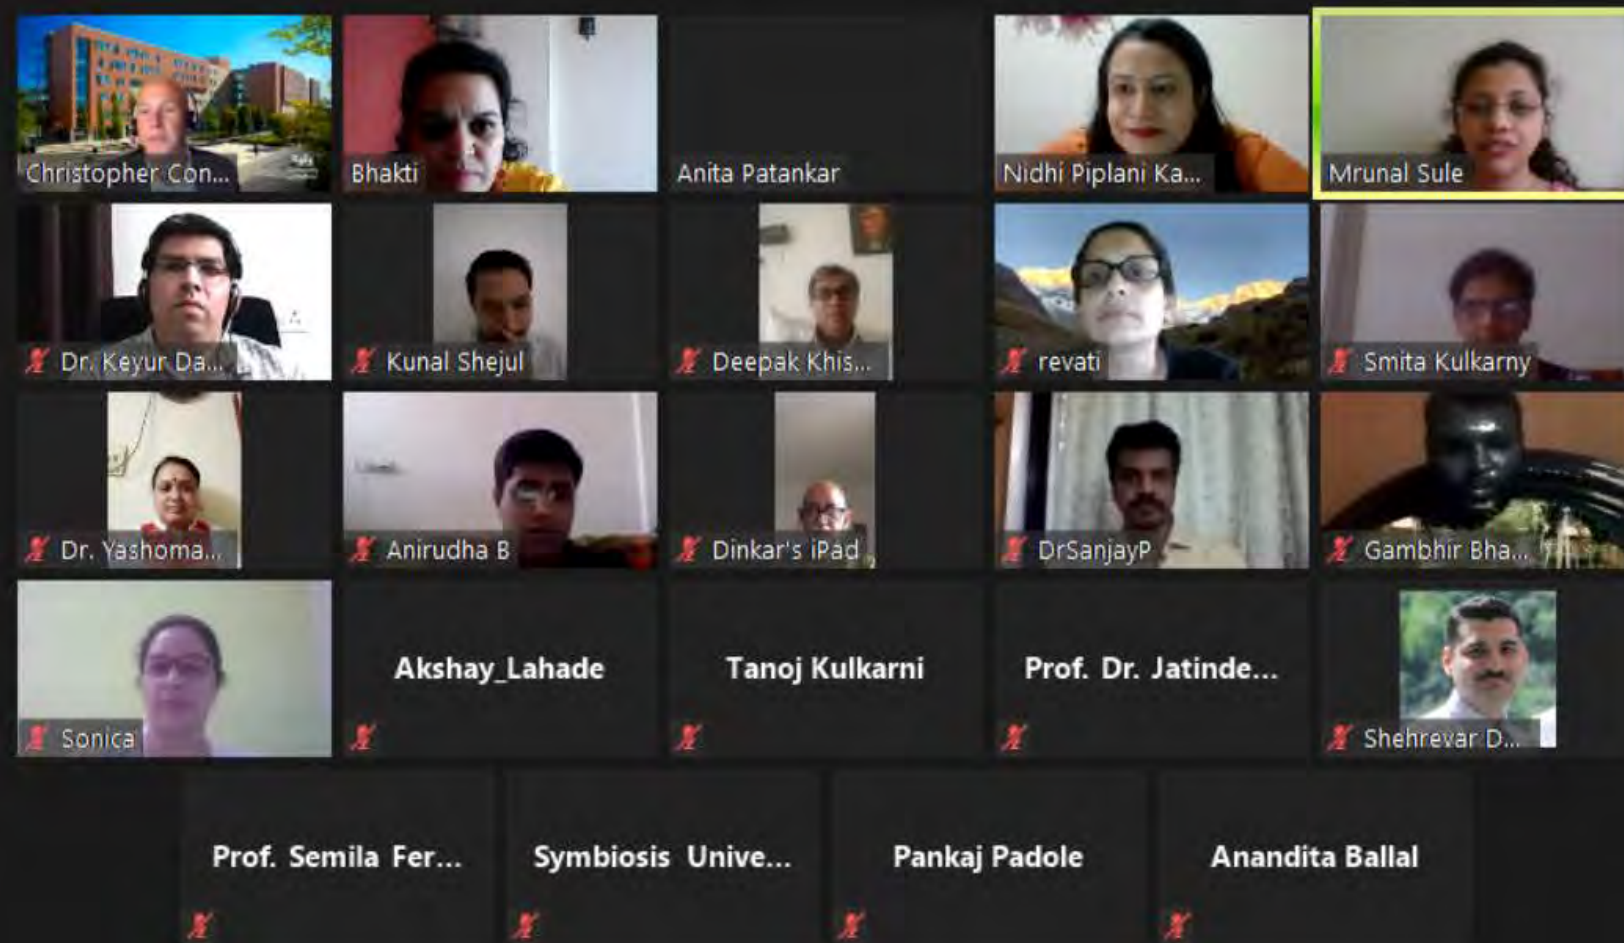 Christopher Con...
Bhakti
Anita Patankar
Nidhi Piplani Ka...
Mrunal Sule
Dr. Keyur Da...
Kunal Shejul
Deepak Khis...
revati
Smita Kulkarny
Dr. Yashoma...
Anirudha B
Dinkar's iPad
DrSanjayP
Gambhir Bha...
Sonica
Akshay_Lahade
Tanoj Kulkarni
Prof. Dr. Jatinde...
Shehrevar D...
Prof. Semila Fer...
Symbiosis Unive...
Pankaj Padole
Anandita Ballal